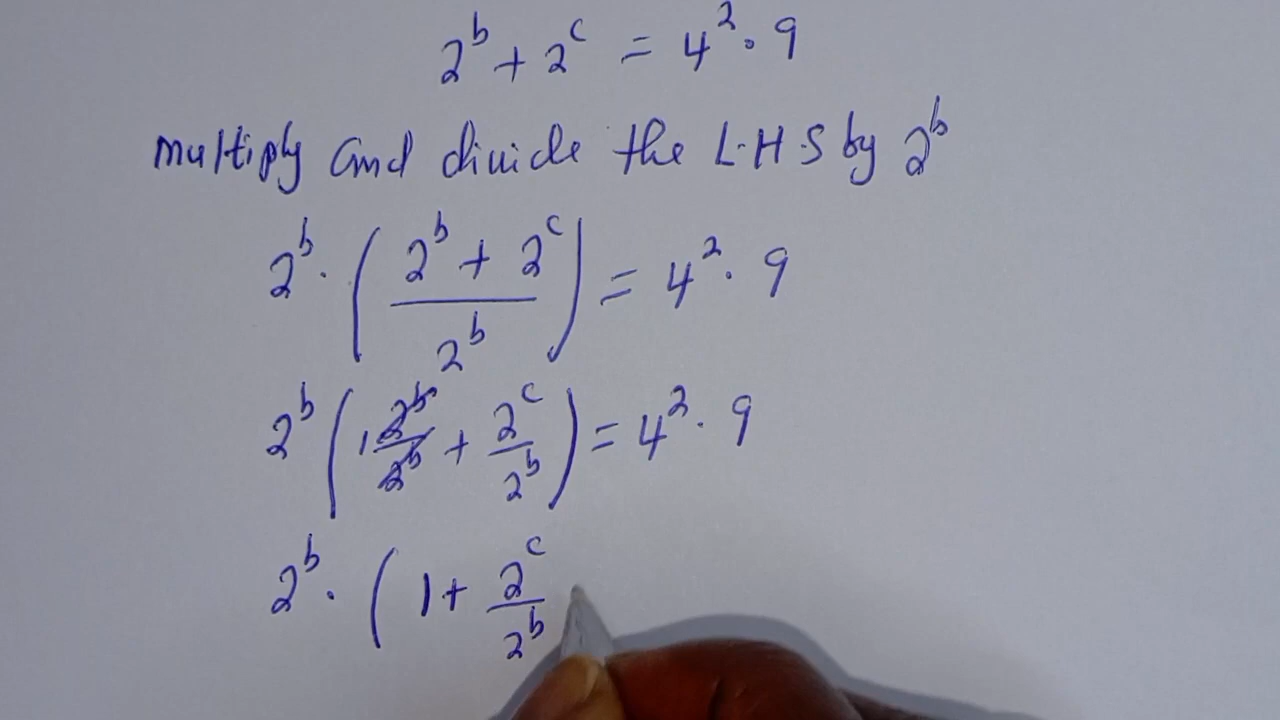 2^b + 2^c = 4^2 · 9
multiply and divide the L.H.S by 2^b
2^b · ( (2^b + 2^c) / 2^b ) = 4^2 · 9
2^b ( 1 2^b / 2^b + 2^c / 2^b ) = 4^2 · 9
2^b · ( 1 + 2^c / 2^b